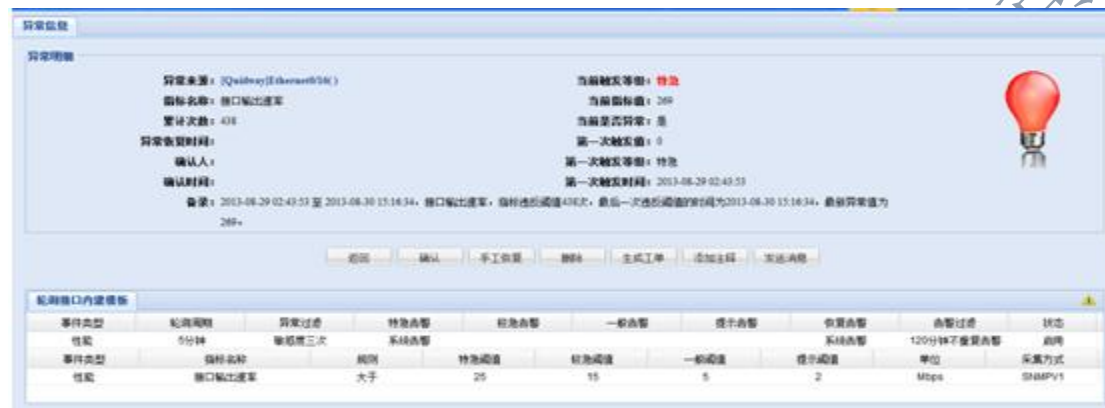 异常信息
异常明细
异常来源： [Quidway]Ethernet0/16( ) 当前触发等级： 特急
指标名称： 接口输出速率 当前指标值： 269
累计次数： 438 当前是否异常： 是
异常恢复时间： 第一次触发值： 0
确认人： 第一次触发等级： 特急
确认时间： 第一次触发时间： 2013-08-29 02:43:53
备录： 2013-08-29 02:43:53 至 2013-08-30 15:16:34，接口输出速率，指标违反阈值438次，最后一次违反阈值的时间为2013-08-30 15:16:34，最新异常值为
269。
返回 确认 手工恢复 删除 生成工单 添加注释 发送消息
轮询接口内建模板
事件类型 轮询周期 异常过滤 特急告警 较急告警 一般告警 提示告警 恢复告警 告警过滤 状态
性能 5分钟 敏感度三次 系统告警 系统告警 120分钟不重复告警 启用
事件类型 指标名称 规则 特急阈值 较急阈值 一般阈值 提示阈值 单位 采集方式
性能 接口输出速率 大于 25 15 5 2 Mbps SNMPV1